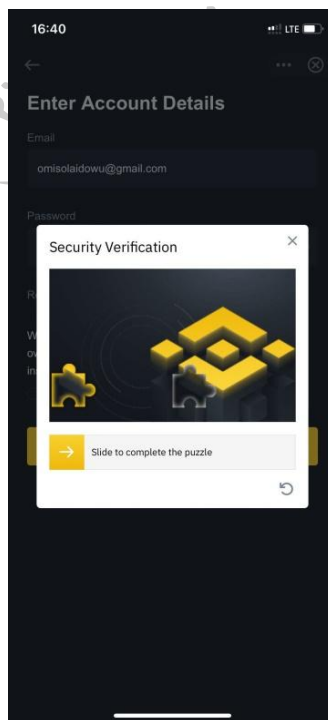 16:40
LTE
Enter Account Details
Email
omisolaidowu@gmail.com
Password
Security Verification
Slide to complete the puzzle